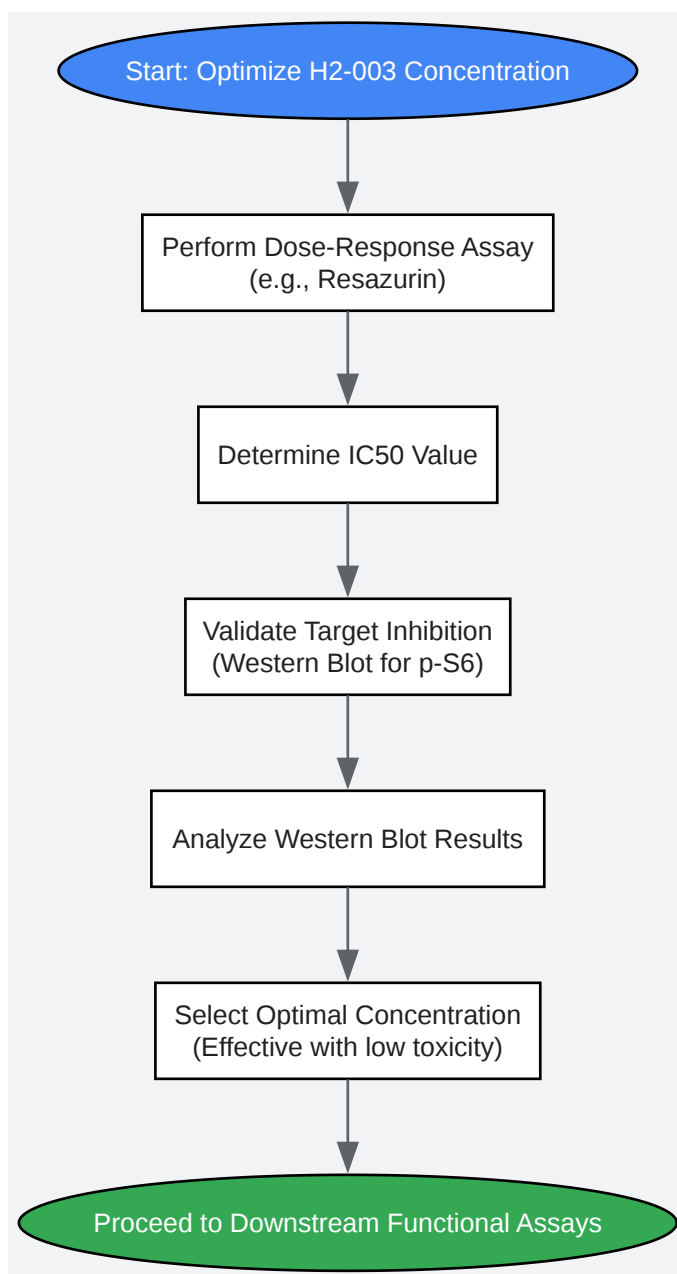 Start: Optimize H2-003 Concentration
Perform Dose-Response Assay
(e.g., Resazurin)
Determine IC50 Value
Validate Target Inhibition
(Western Blot for p-S6)
Analyze Western Blot Results
Select Optimal Concentration
(Effective with low toxicity)
Proceed to Downstream Functional Assays